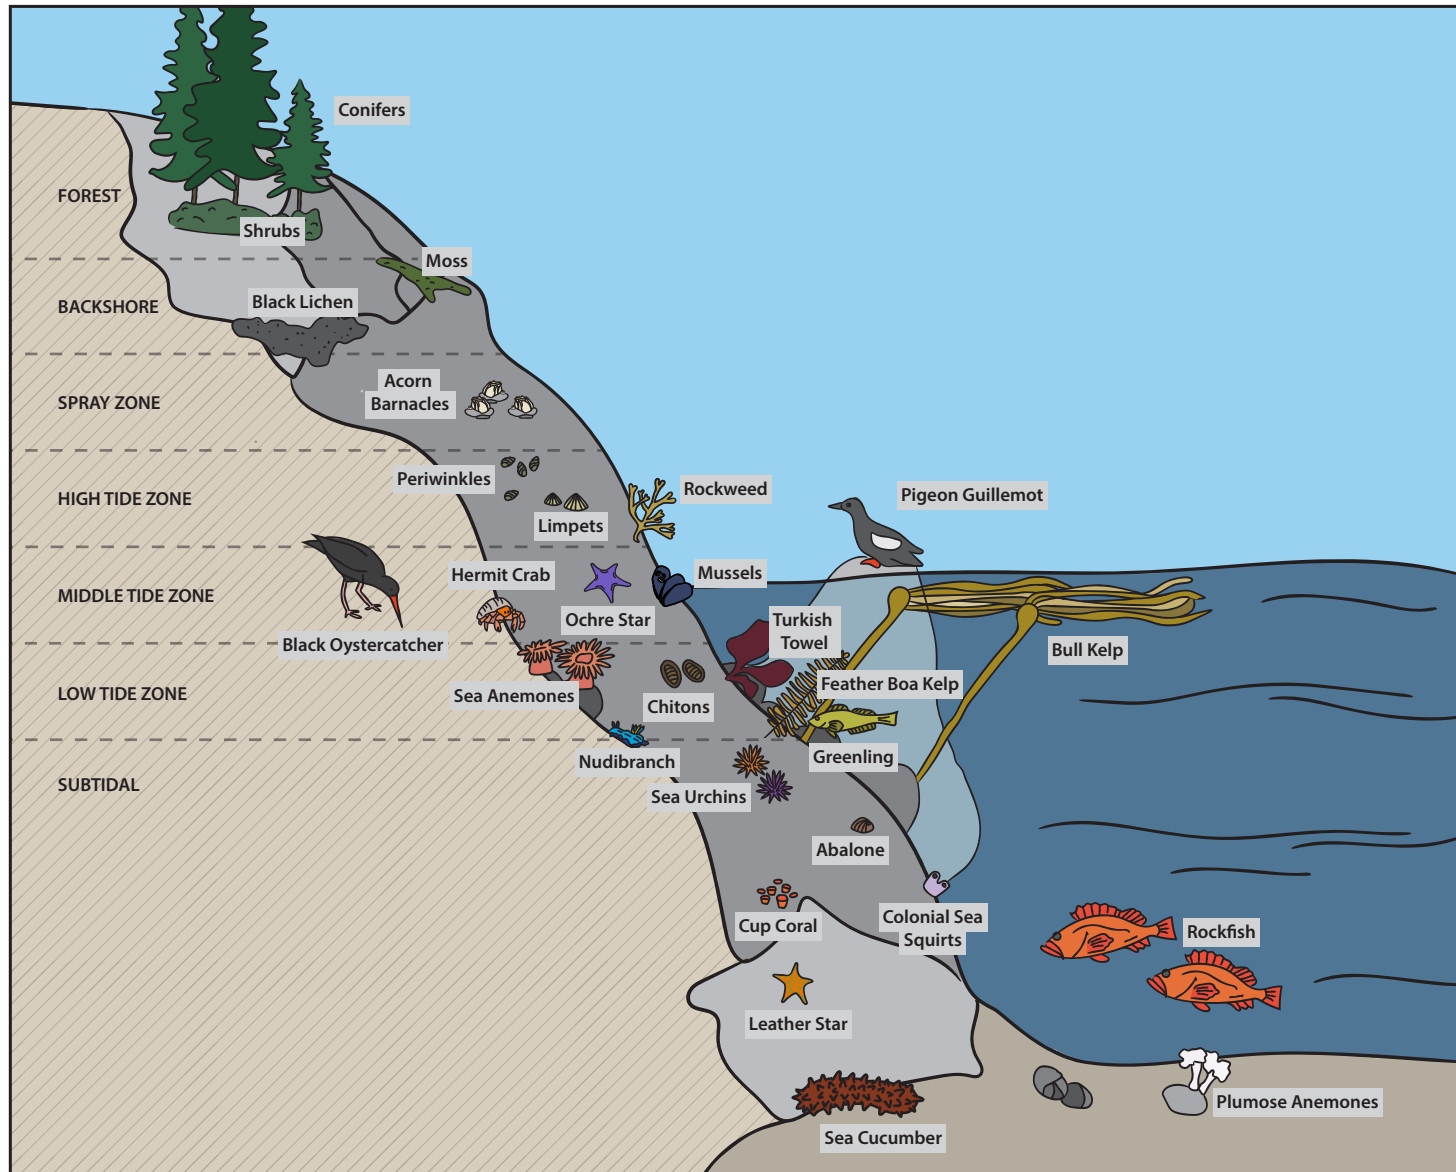 Conifers
FOREST
Shrubs
Moss
BACKSHORE
Black Lichen
Acorn
Barnacles
SPRAY ZONE
Periwinkles
Rockweed
Pigeon Guillemot
HIGH TIDE ZONE
Limpets
Hermit Crab
Mussels
MIDDLE TIDE ZONE
Ochre Star
Turkish
Towel
Black Oystercatcher
Bull Kelp
LOW TIDE ZONE
Sea Anemones
Chitons
Feather Boa Kelp
Nudibranch
Greenling
SUBTIDAL
Sea Urchins
Abalone
Cup Coral
Colonial Sea
Squirts
Rockfish
Leather Star
Plumose Anemones
Sea Cucumber